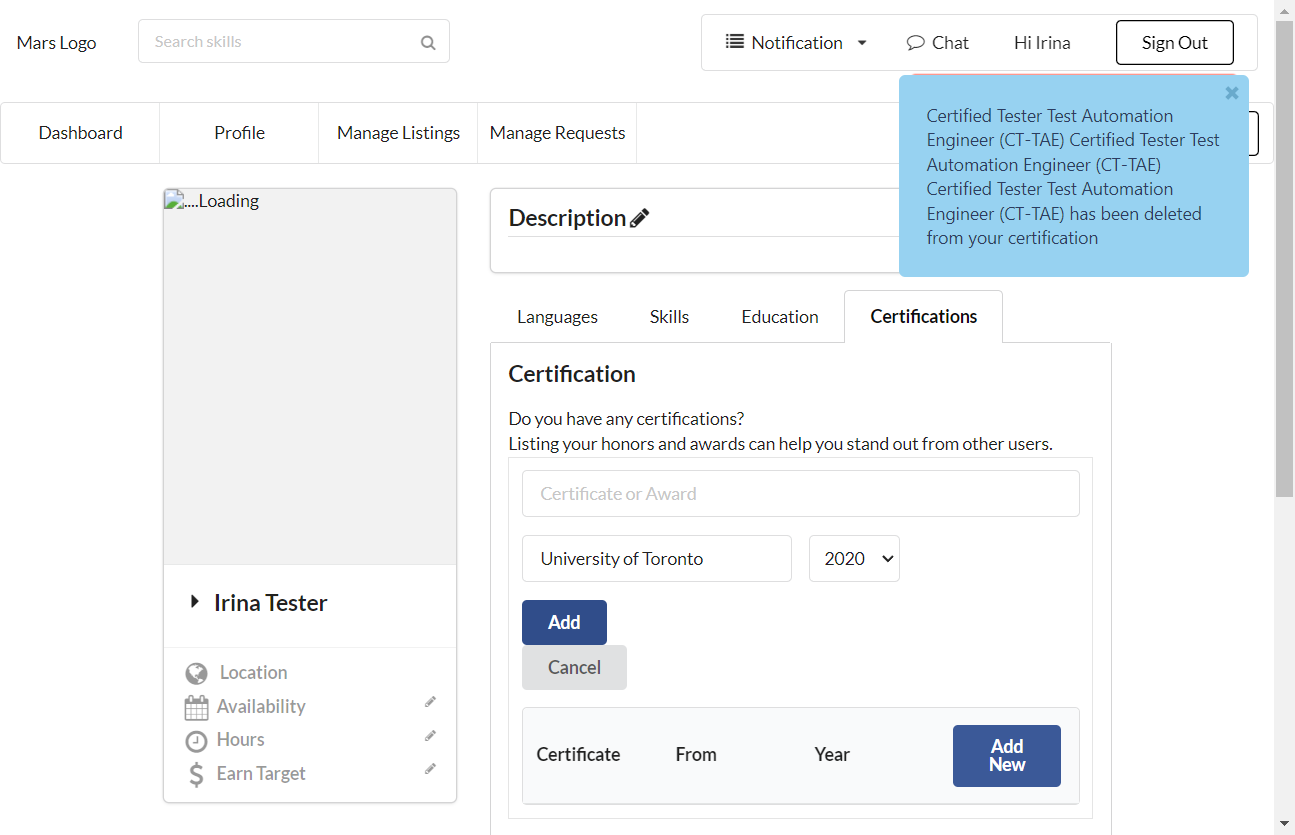 Mars Logo
Search skills
Notification
Chat
Hi Irina
Sign Out
Dashboard
Profile
Manage Listings
Manage Requests
Certified Tester Test Automation
Engineer (CT-TAE) Certified Tester Test
Automation Engineer (CT-TAE)
Certified Tester Test Automation
Engineer (CT-TAE) has been deleted
from your certification
....Loading
Description
Languages
Skills
Education
Certifications
Certification
Do you have any certifications?
Listing your honors and awards can help you stand out from other users.
Certificate or Award
University of Toronto
2020
Add
Cancel
Irina Tester
Location
Availability
Hours
Earn Target
Certificate
From
Year
Add
New